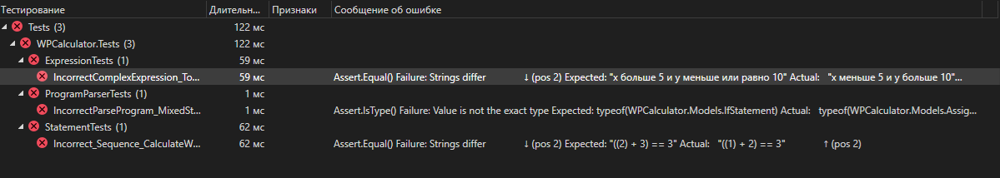 Тестирование Длительн... Признаки Сообщение об ошибке
Tests (3) 122 мс
WPCalculator.Tests (3) 122 мс
ExpressionTests (1) 59 мс
IncorrectComplexExpression_To... 59 мс Assert.Equal() Failure: Strings differ ↓ (pos 2) Expected: "x больше 5 и y меньше или равно 10" Actual: "x меньше 5 и y больше 10"...
ProgramParserTests (1) 1 мс
IncorrectParseProgram_MixedSt... 1 мс Assert.IsType() Failure: Value is not the exact type Expected: typeof(WPCalculator.Models.IfStatement) Actual: typeof(WPCalculator.Models.Assig...
StatementTests (1) 62 мс
Incorrect_Sequence_CalculateW... 62 мс Assert.Equal() Failure: Strings differ ↓ (pos 2) Expected: "((2) + 3) == 3" Actual: "((1) + 2) == 3" ↑ (pos 2)